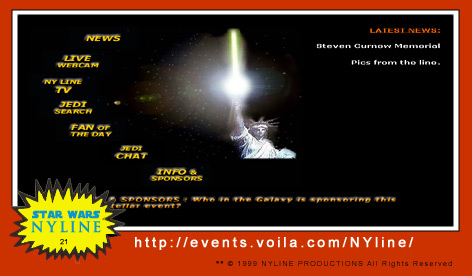 NEWS
LIVE
WEBCAM
NY LINE
TV
JEDI
SEARCH
FAN OF
THE DAY
JEDI
CHAT
INFO &
SPONSORS
LATEST NEWS:
Steven Curnow Memorial
Pics from the line.
SPONSORS : Who in the Galaxy is sponsoring this
stellar event?
STAR WARS
NYLINE
21
http://events.voila.com/NYline/
** © 1999 NYLINE PRODUCTIONS All Rights Reserved